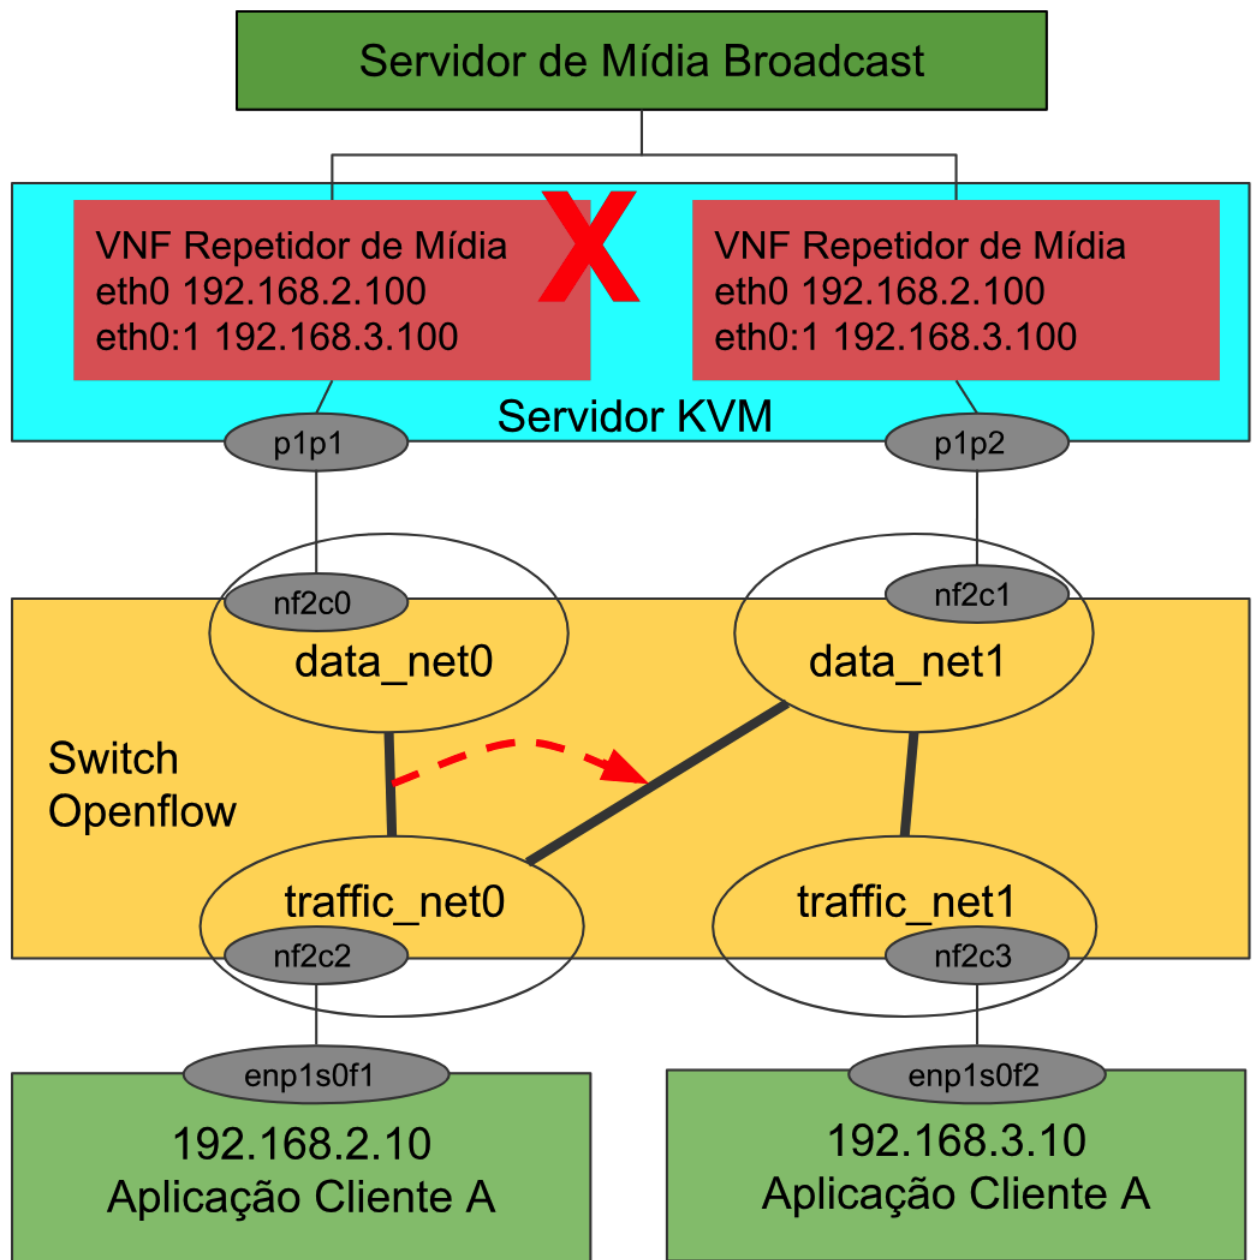 Servidor de Mídia Broadcast
X
VNF Repetidor de Mídia
eth0 192.168.2.100
eth0:1 192.168.3.100
VNF Repetidor de Mídia
eth0 192.168.2.100
eth0:1 192.168.3.100
Servidor KVM
p1p1
p1p2
nf2c0
nf2c1
data_net0
data_net1
Switch
Openflow
traffic_net0
traffic_net1
nf2c2
nf2c3
enp1s0f1
enp1s0f2
192.168.2.10
Aplicação Cliente A
192.168.3.10
Aplicação Cliente A